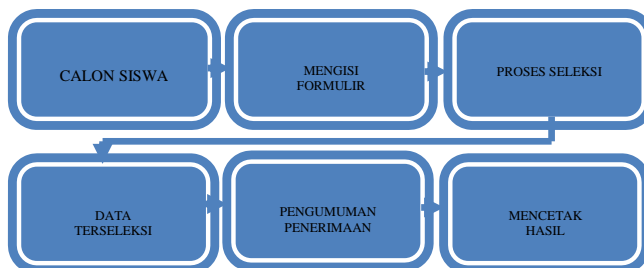 CALON SISWA
MENGISI
FORMULIR
PROSES SELEKSI
DATA
TERSELEKSI
PENGUMUMAN
PENERIMAAN
MENCETAK
HASIL